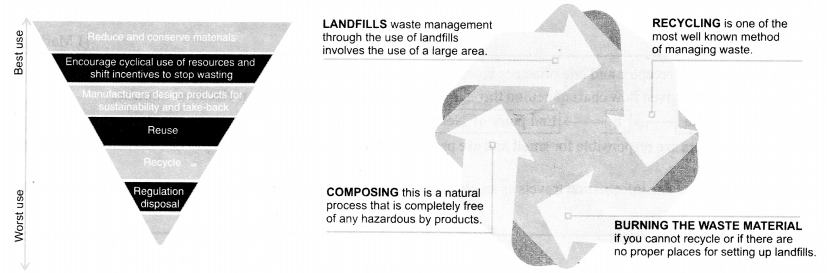 Best use
Worst use
Reduce and conserve materials
Encourage cyclical use of resources and
shift incentives to stop wasting
Manufacturers design products for
sustainability and take-back
Reuse
Recycle
Regulation
disposal
LANDFILLS waste management
through the use of landfills
involves the use of a large area.
RECYCLING is one of the
most well known method
of managing waste.
COMPOSING this is a natural
process that is completely free
of any hazardous by products.
BURNING THE WASTE MATERIAL
if you cannot recycle or if there are
no proper places for setting up landfills.